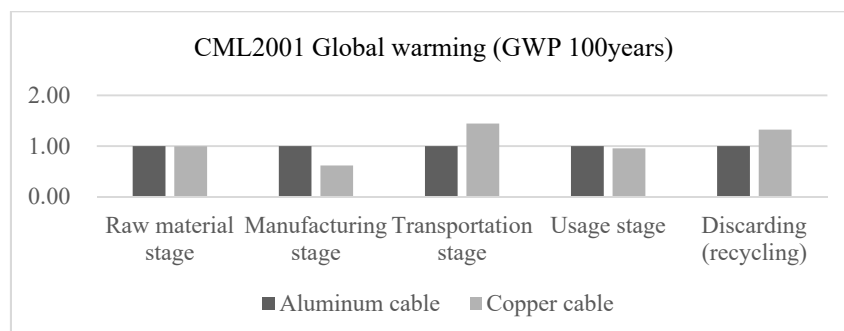 CML2001 Global warming (GWP 100years)
2.00
1.00
0.00
Raw material stage
Manufacturing stage
Transportation stage
Usage stage
Discarding (recycling)
Aluminum cable
Copper cable